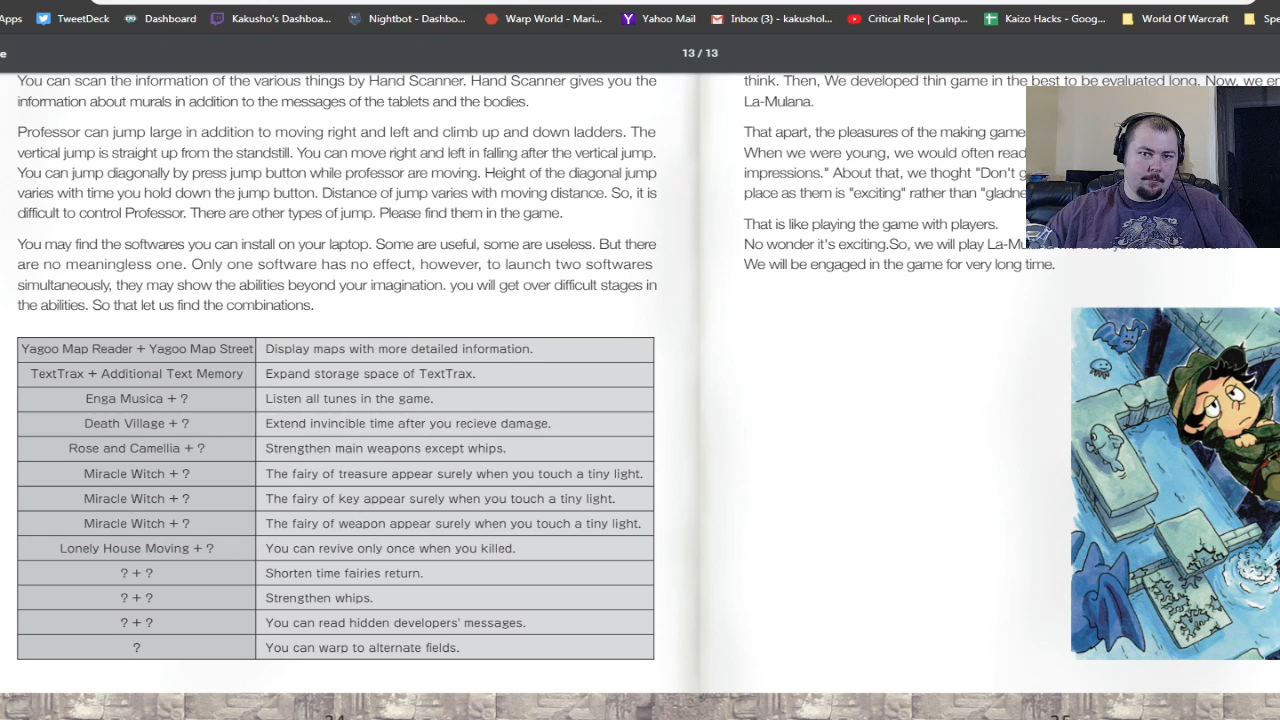 Apps TweetDeck Dashboard Kakusho's Dashboa... Nightbot - Dashbo... Warp World - Mari... Yahoo Mail Inbox (3) - kakushol... Critical Role | Camp... Kaizo Hacks - Goog... World Of Warcraft Spe
e 13 / 13
You can scan the information of the various things by Hand Scanner. Hand Scanner gives you the
information about murals in addition to the messages of the tablets and the bodies.
Professor can jump large in addition to moving right and left and climb up and down ladders. The
vertical jump is straight up from the standstill. You can move right and left in falling after the vertical jump.
You can jump diagonally by press jump button while professor are moving. Height of the diagonal jump
varies with time you hold down the jump button. Distance of jump varies with moving distance. So, it is
difficult to control Professor. There are other types of jump. Please find them in the game.
You may find the softwares you can install on your laptop. Some are useful, some are useless. But there
are no meaningless one. Only one software has no effect, however, to launch two softwares
simultaneously, they may show the abilities beyond your imagination. you will get over difficult stages in
the abilities. So that let us find the combinations.
Yagoo Map Reader + Yagoo Map Street Display maps with more detailed information.
TextTrax + Additional Text Memory Expand storage space of TextTrax.
Enga Musica + ? Listen all tunes in the game.
Death Village + ? Extend invincible time after you recieve damage.
Rose and Camellia + ? Strengthen main weapons except whips.
Miracle Witch + ? The fairy of treasure appear surely when you touch a tiny light.
Miracle Witch + ? The fairy of key appear surely when you touch a tiny light.
Miracle Witch + ? The fairy of weapon appear surely when you touch a tiny light.
Lonely House Moving + ? You can revive only once when you killed.
? + ? Shorten time fairies return.
? + ? Strengthen whips.
? + ? You can read hidden developers' messages.
? You can warp to alternate fields.
think. Then, We developed thin game in the best to be evaluated long. Now, we en
La-Mulana.
That apart, the pleasures of the making game
When we were young, we would often read
impressions." About that, we thoght "Don't g
place as them is "exciting" rather than "gladne
That is like playing the game with players.
No wonder it's exciting.So, we will play La-Mul
We will be engaged in the game for very long time.